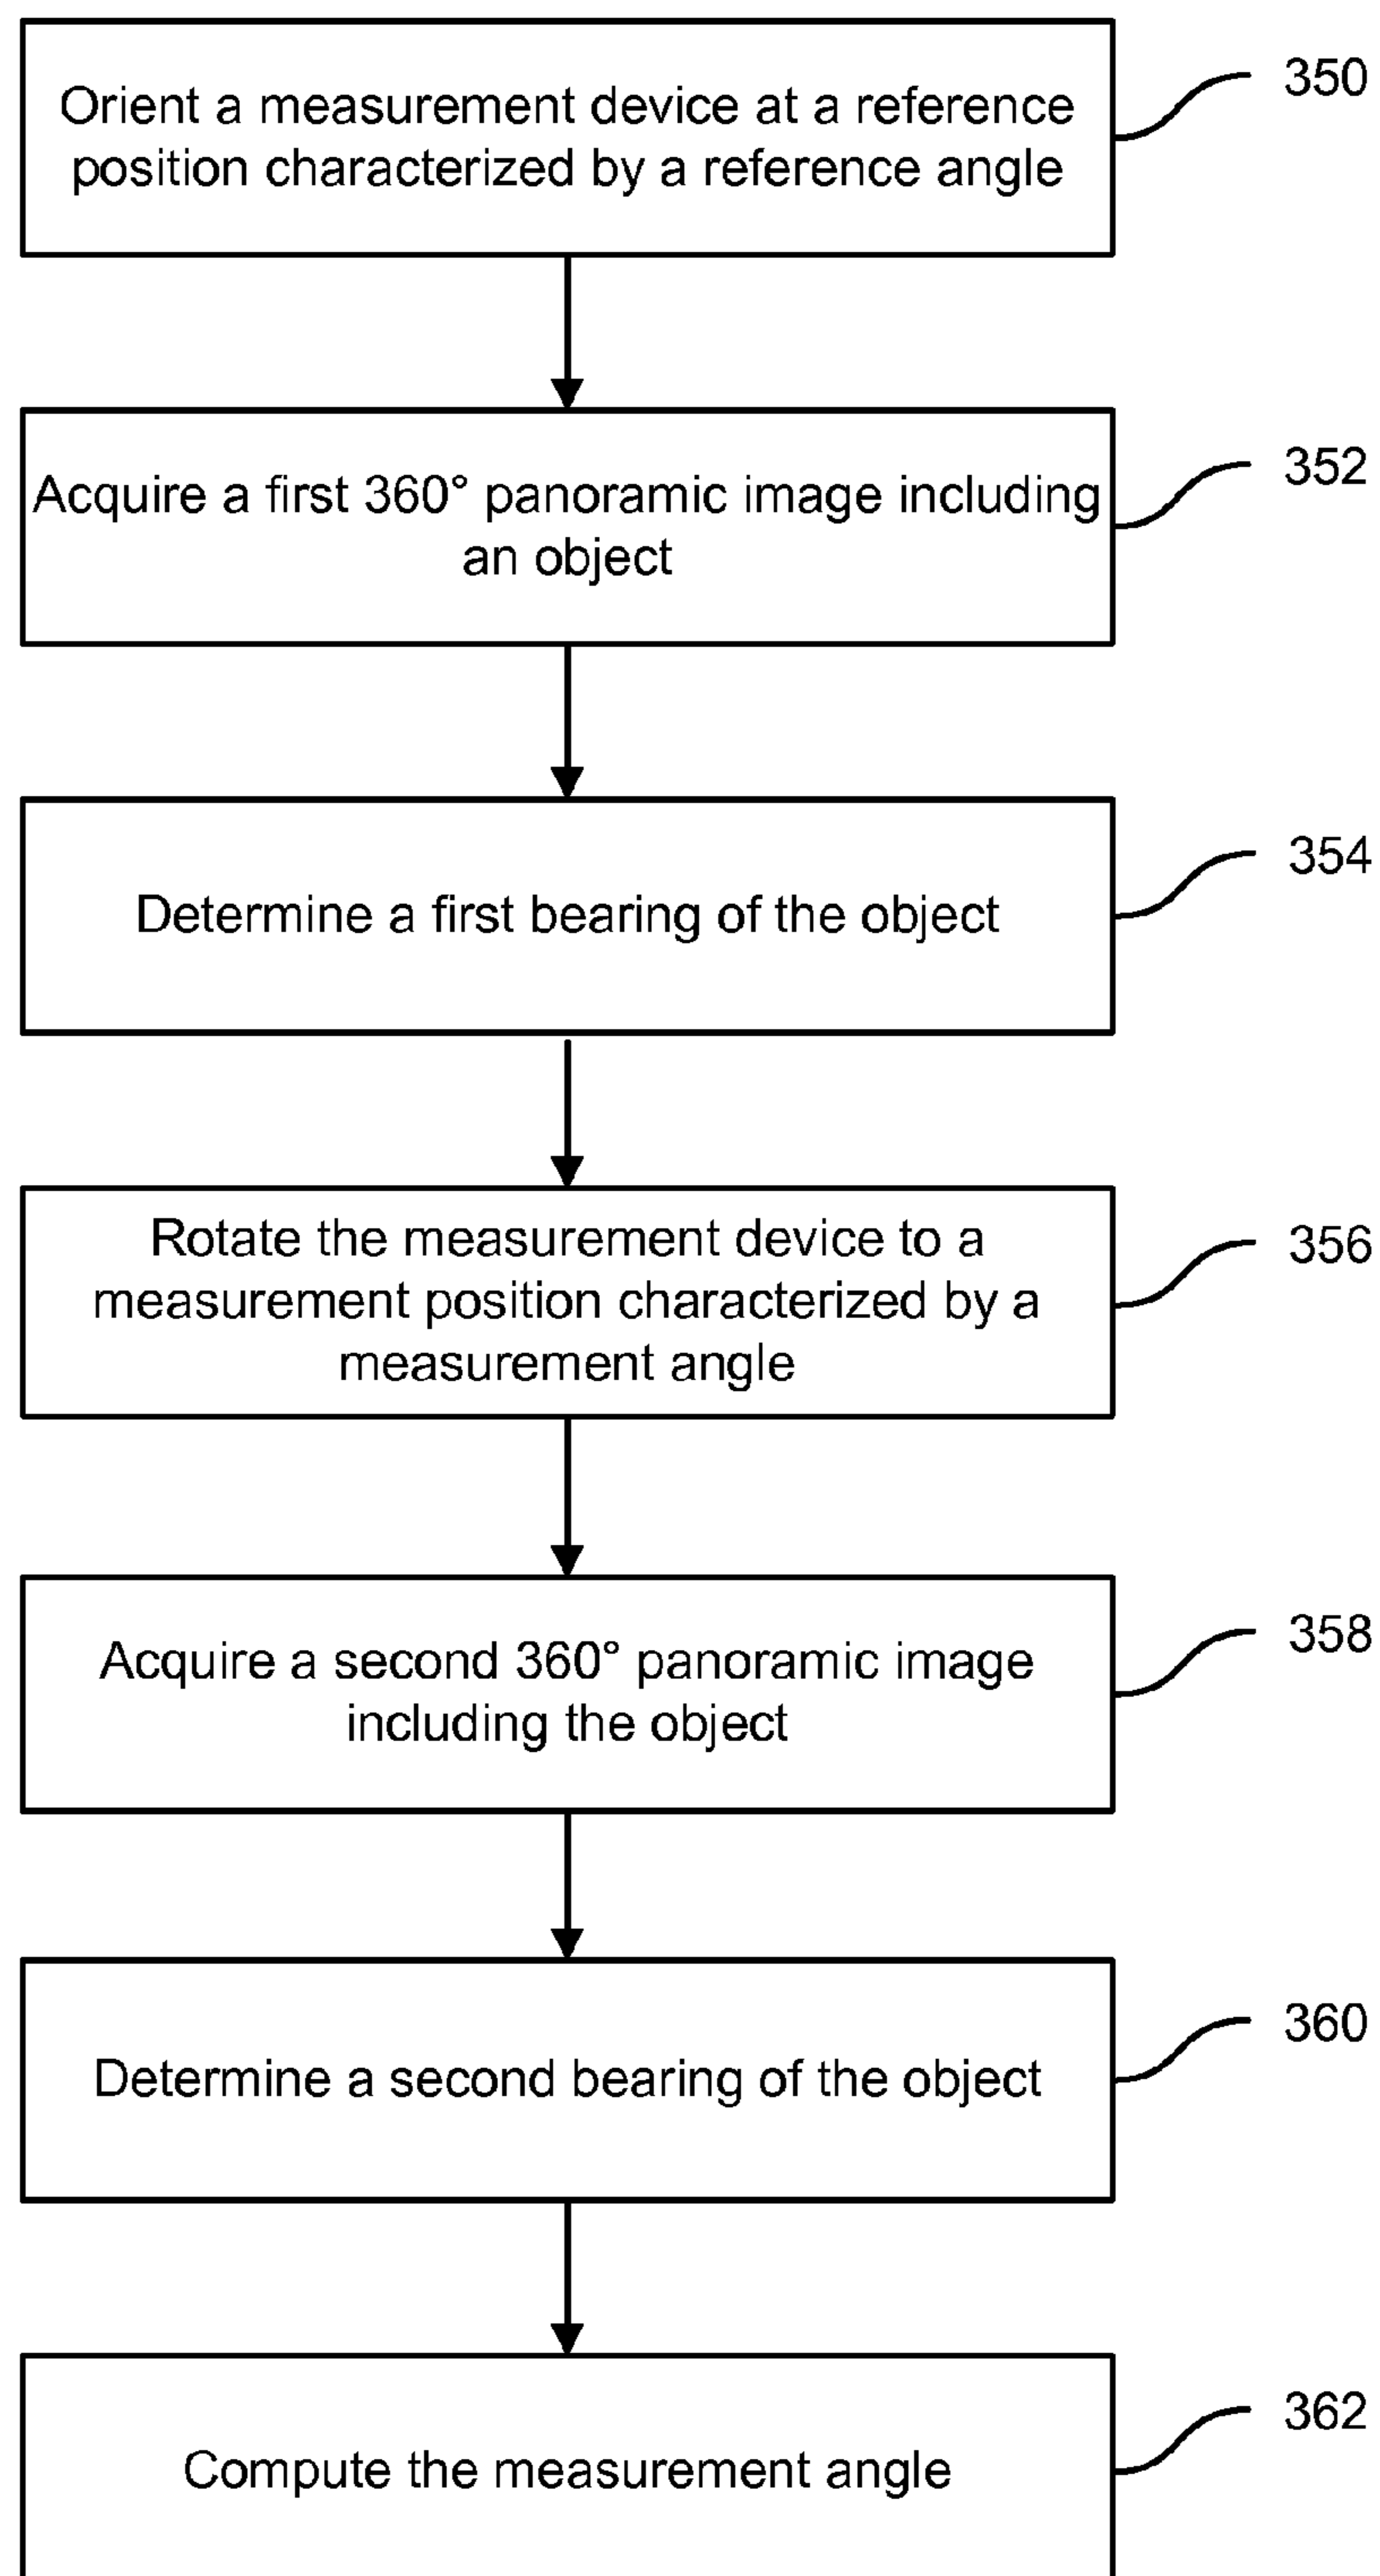 Orient a measurement device at a reference
position characterized by a reference angle
350
Acquire a first 360° panoramic image including
an object
352
Determine a first bearing of the object
354
Rotate the measurement device to a
measurement position characterized by a
measurement angle
356
Acquire a second 360° panoramic image
including the object
358
Determine a second bearing of the object
360
Compute the measurement angle
362